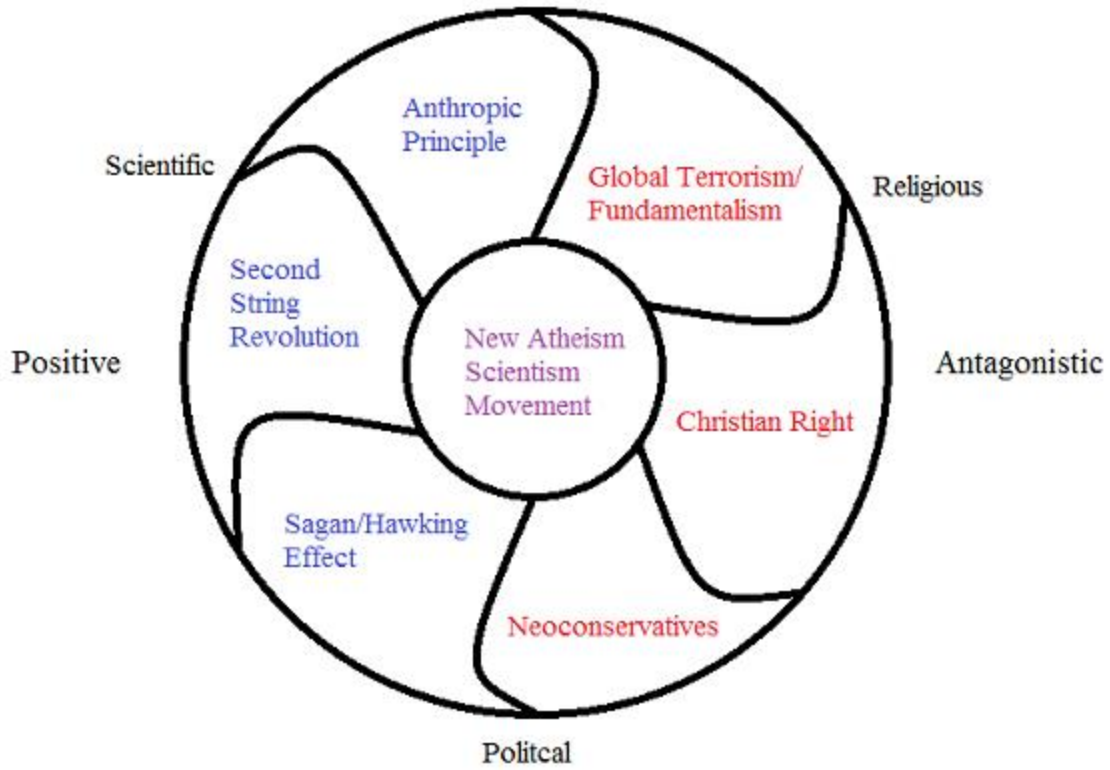 Anthropic
Principle
Scientific
Global Terrorism/
Fundamentalism
Religious
Second
String
Revolution
New Atheism
Scientism
Movement
Positive
Antagonistic
Christian Right
Sagan/Hawking
Effect
Neoconservatives
Politcal